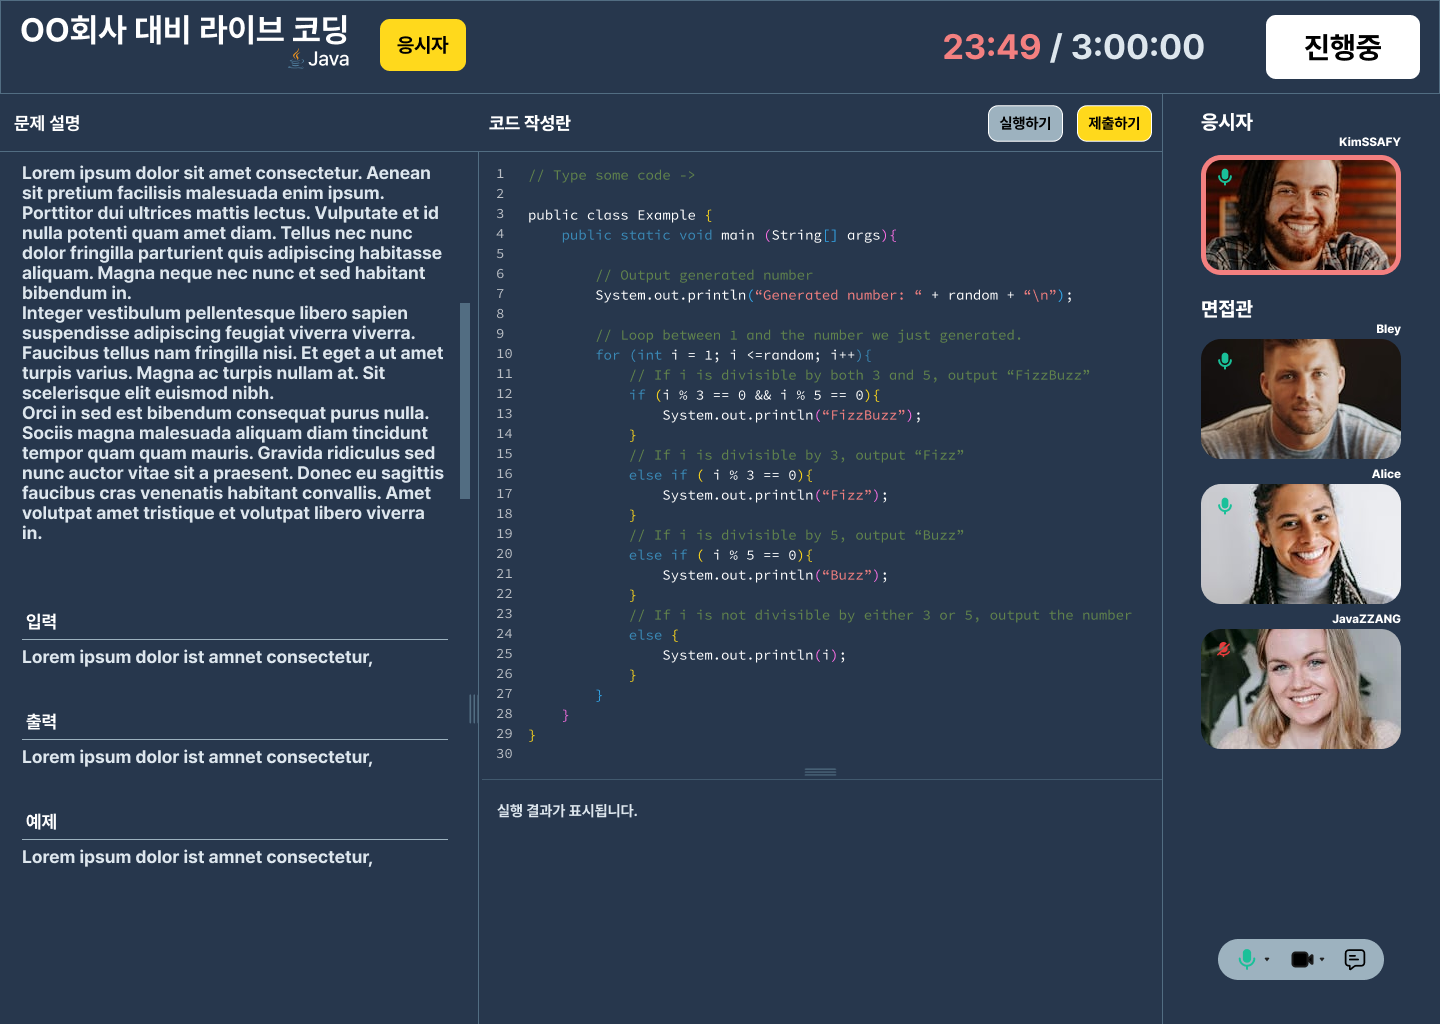 OO회사 대비 라이브 코딩
Java
응시자
23:49 / 3:00:00
진행중
문제 설명
Lorem ipsum dolor sit amet consectetur. Aenean
sit pretium facilisis malesuada enim ipsum.
Porttitor dui ultrices mattis lectus. Vulputate et id
nulla potenti quam amet diam. Tellus nec nunc
dolor fringilla parturient quis adipiscing habitasse
aliquam. Magna neque nec nunc et sed habitant
bibendum in.
Integer vestibulum pellentesque libero sapien
suspendisse adipiscing feugiat viverra viverra.
Faucibus tellus nam fringilla nisi. Et eget a ut amet
turpis varius. Magna ac turpis nullam at. Sit
scelerisque elit euismod nibh.
Orci in sed est bibendum consequat purus nulla.
Sociis magna malesuada aliquam diam tincidunt
tempor quam quam mauris. Gravida ridiculus sed
nunc auctor vitae sit a praesent. Donec eu sagittis
faucibus cras venenatis habitant convallis. Amet
volutpat amet tristique et volutpat libero viverra
in.
입력
Lorem ipsum dolor ist amnet consectetur,
출력
Lorem ipsum dolor ist amnet consectetur,
예제
Lorem ipsum dolor ist amnet consectetur,
코드 작성란
실행하기
제출하기
1 // Type some code ->
2
3 public class Example {
4 public static void main (String[] args){
5
6 // Output generated number
7 System.out.println(“Generated number: “ + random + “\n”);
8
9 // Loop between 1 and the number we just generated.
10 for (int i = 1; i <=random; i++){
11 // If i is divisible by both 3 and 5, output “FizzBuzz”
12 if (i % 3 == 0 && i % 5 == 0){
13 System.out.println(“FizzBuzz”);
14 }
15 // If i is divisible by 3, output “Fizz”
16 else if ( i % 3 == 0){
17 System.out.println(“Fizz”);
18 }
19 // If i is divisible by 5, output “Buzz”
20 else if ( i % 5 == 0){
21 System.out.println(“Buzz”);
22 }
23 // If i is not divisible by either 3 or 5, output the number
24 else {
25 System.out.println(i);
26 }
27 }
28 }
29 }
30
실행 결과가 표시됩니다.
응시자
KimSSAFY
면접관
Bley
Alice
JavaZZANG